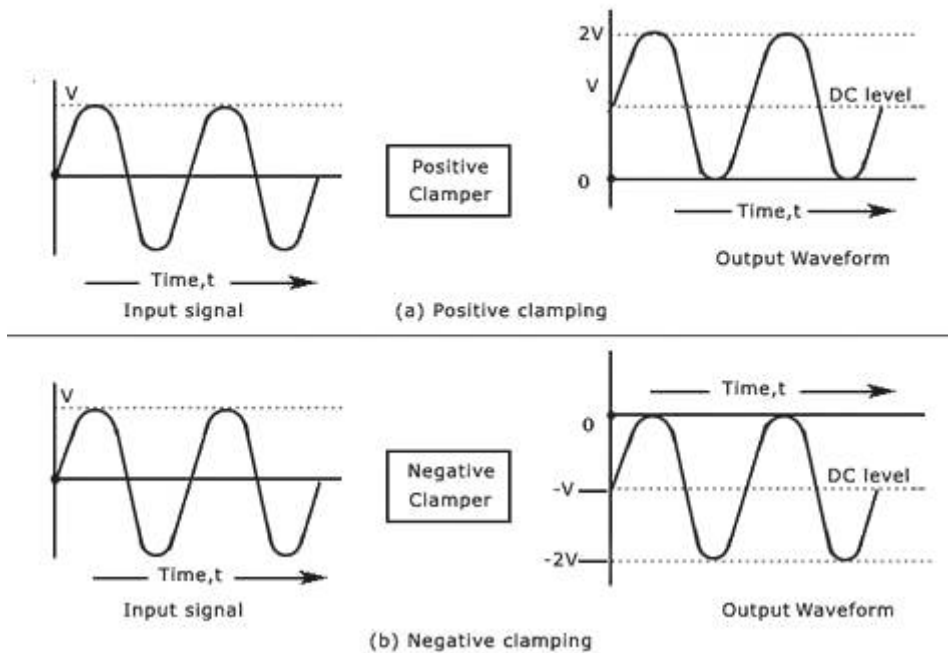 V
Time,t
Input signal
Positive
Clamper
2V
V
DC level
0
Time,t
Output Waveform
(a) Positive clamping
V
Time,t
Input signal
Negative
Clamper
Time,t
0
-V
DC level
-2V
Output Waveform
(b) Negative clamping